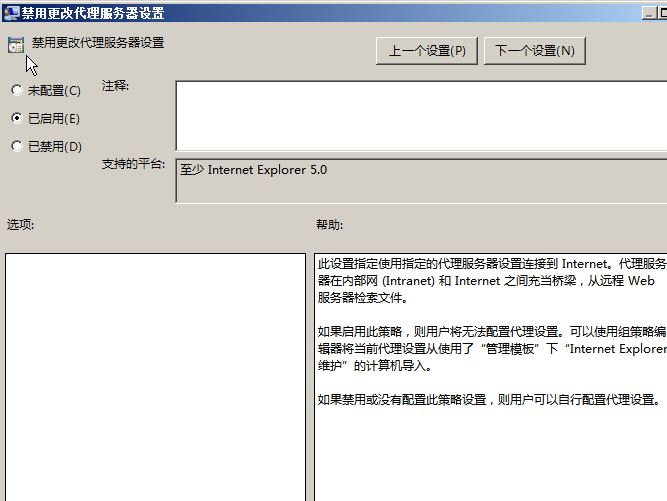 禁用更改代理服务器设置
禁用更改代理服务器设置
上一个设置(P)
下一个设置(N)
未配置(C)
注释:
已启用(E)
已禁用(D)
支持的平台:
至少 Internet Explorer 5.0
选项:
帮助:
此设置指定使用指定的代理服务器设置连接到 Internet。代理服务
器在内部网 (Intranet) 和 Internet 之间充当桥梁，从远程 Web
服务器检索文件。
如果启用此策略，则用户将无法配置代理设置。可以使用组策略编
辑器将当前代理设置从使用了“管理模板”下“Internet Explorer
维护”的计算机导入。
如果禁用或没有配置此策略设置，则用户可以自行配置代理设置。